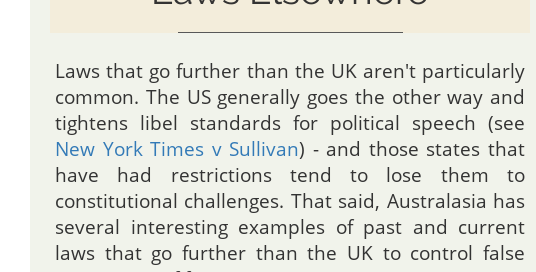 Laws Elsewhere
Laws that go further than the UK aren't particularly
common. The US generally goes the other way and
tightens libel standards for political speech (see
New York Times v Sullivan) - and those states that
have had restrictions tend to lose them to
constitutional challenges. That said, Australasia has
several interesting examples of past and current
laws that go further than the UK to control false